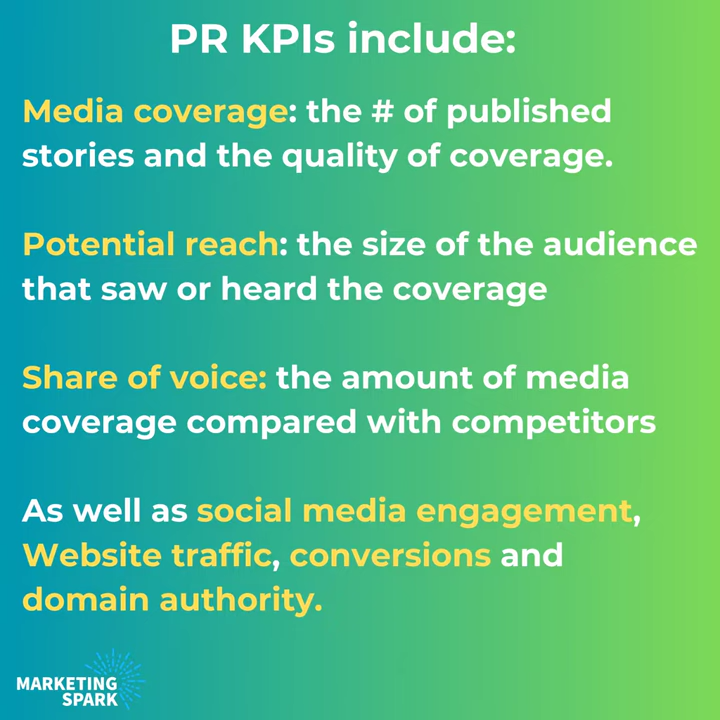 PR KPIs include:
Media coverage: the # of published
stories and the quality of coverage.
Potential reach: the size of the audience
that saw or heard the coverage
Share of voice: the amount of media
coverage compared with competitors
As well as social media engagement,
Website traffic, conversions and
domain authority.
MARKETING
SPARK